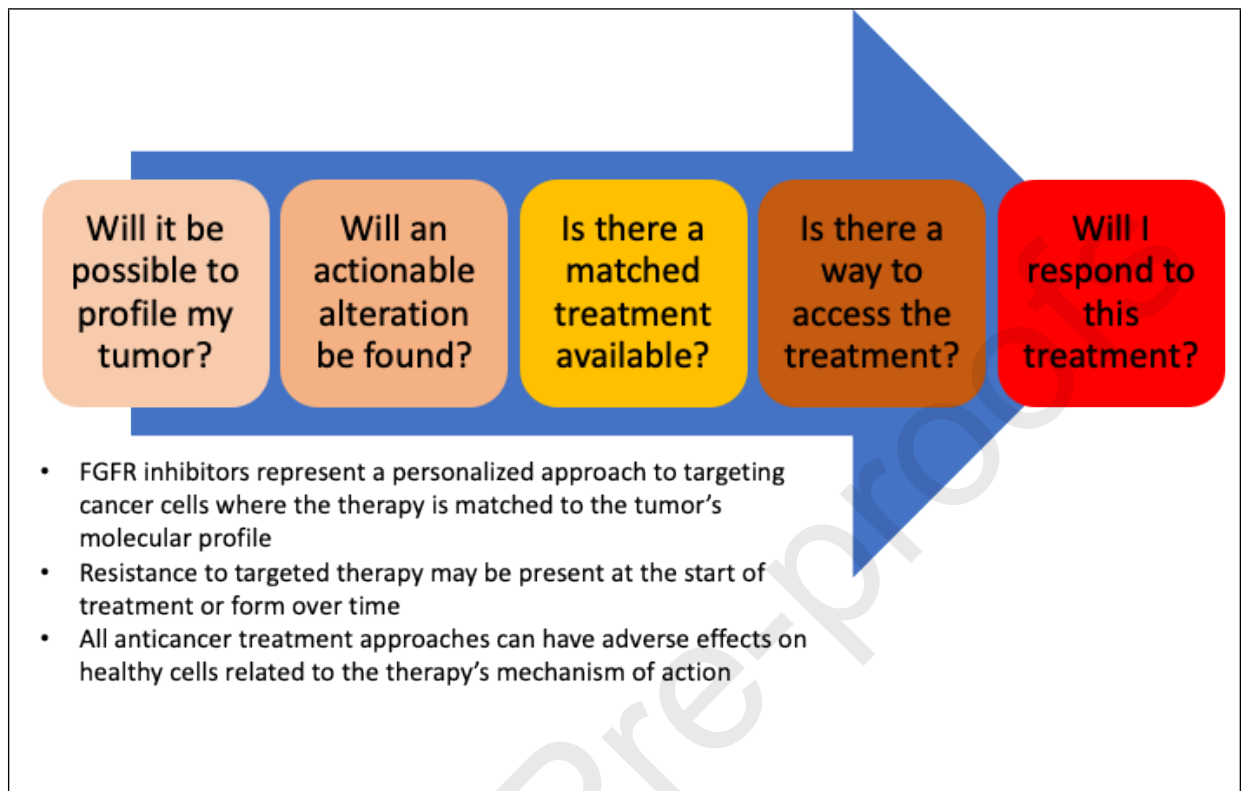 Will it be
possible to
profile my
tumor?
Will an
actionable
alteration
be found?
Is there a
matched
treatment
available?
Is there a
way to
access the
treatment?
Will I
respond to
this
treatment?
• FGFR inhibitors represent a personalized approach to targeting
cancer cells where the therapy is matched to the tumor’s
molecular profile
• Resistance to targeted therapy may be present at the start of
treatment or form over time
• All anticancer treatment approaches can have adverse effects on
healthy cells related to the therapy’s mechanism of action
Pre-proofs